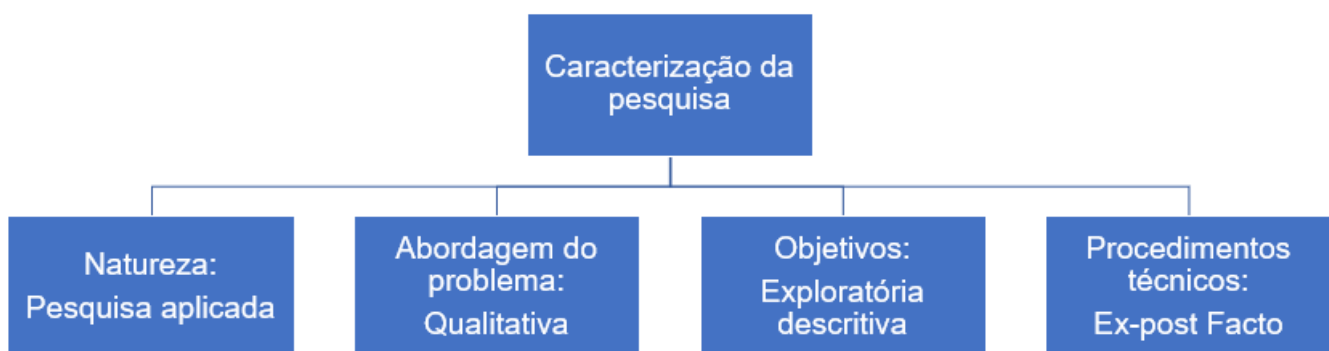 Caracterização da
pesquisa
Natureza:
Pesquisa aplicada
Abordagem do
problema:
Qualitativa
Objetivos:
Exploratória
descritiva
Procedimentos
técnicos:
Ex-post Facto